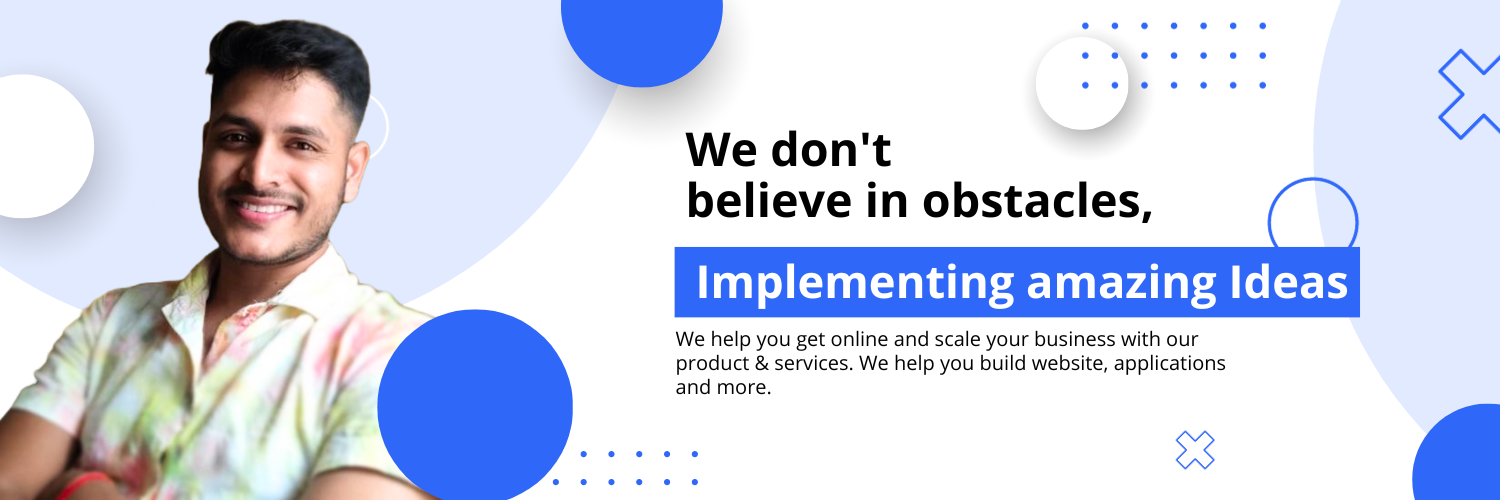 We don't
believe in obstacles,
Implementing amazing Ideas
We help you get online and scale your business with our
product & services. We help you build website, applications
and more.